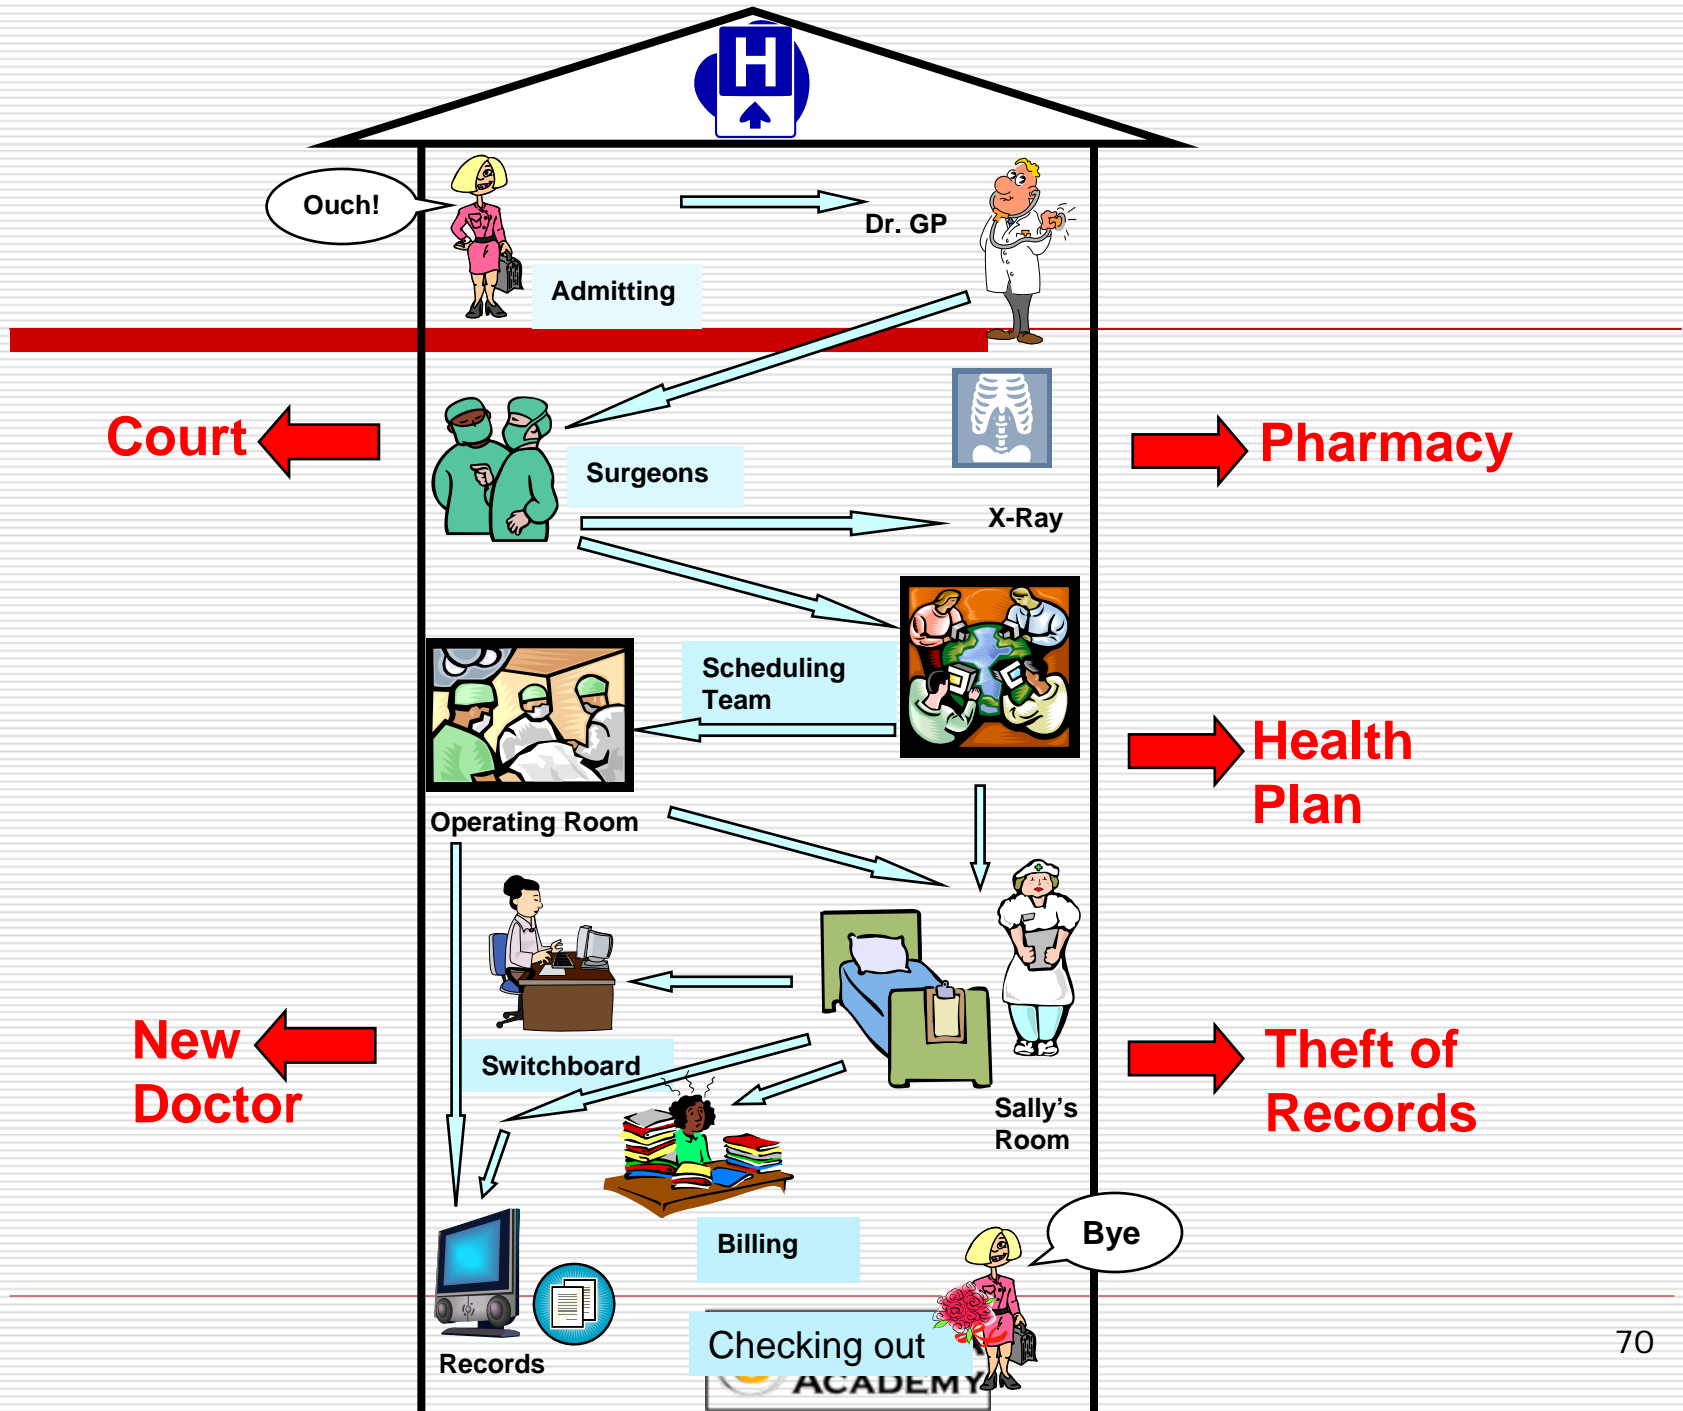 H
Ouch!
Dr. GP
Admitting
Court
Surgeons
Pharmacy
X-Ray
Scheduling
Team
Health
Plan
Operating Room
New
Doctor
Switchboard
Theft of
Records
Sally’s
Room
Billing
Bye
Checking out
ACADEMY
Records
70